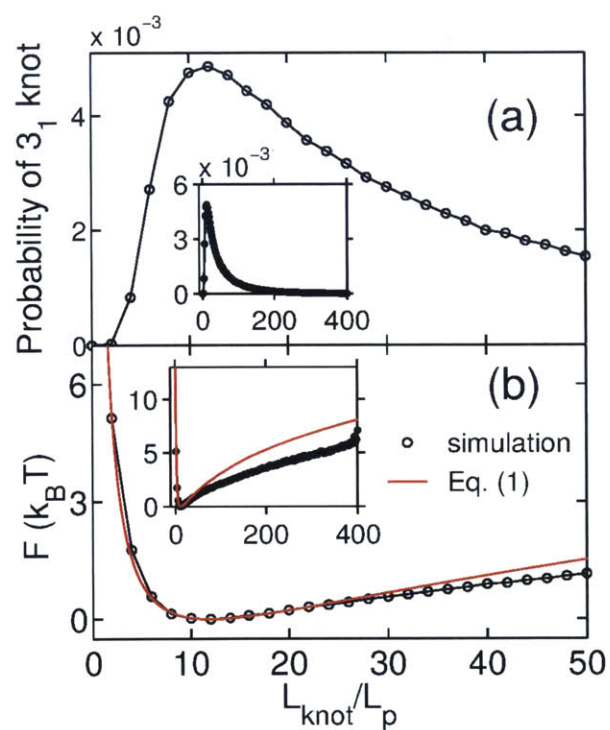 × 10⁻³
Probability of 3₁ knot
4
2
0
(a)
× 10⁻³
6
3
0
0 200 400
6
3
0
F (k_BT)
(b)
10
5
0
0 200 400
simulation
Eq. (1)
0 10 20 30 40 50
L_knot/L_p